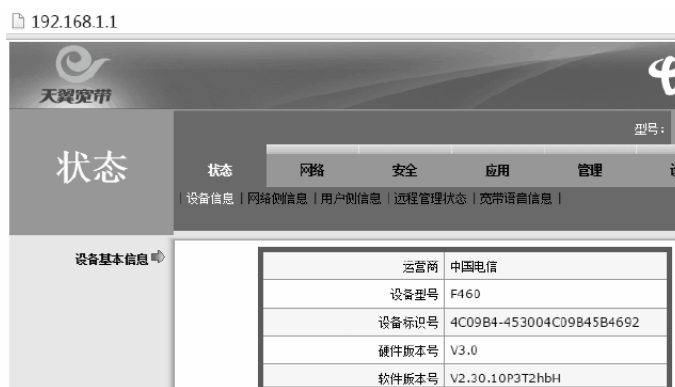 192.168.1.1
天翼宽带
型号:
状态
状态 网络 安全 应用 管理
设备信息 | 网络侧信息 | 用户侧信息 | 远程管理状态 | 宽带语音信息 |
设备基本信息
运营商 中国电信
设备型号 F460
设备标识号 4C09B4-453004C09B45B4692
硬件版本号 V3.0
软件版本号 V2.30.10P3T2hbH